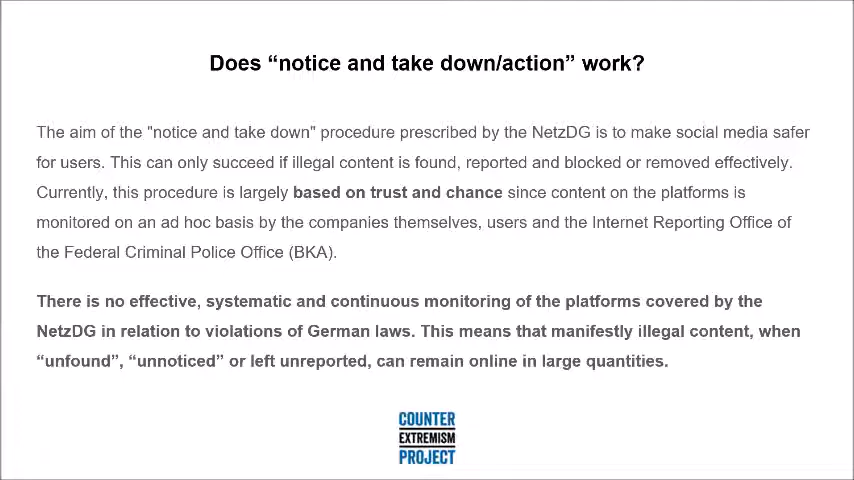 Does “notice and take down/action” work?
The aim of the "notice and take down" procedure prescribed by the NetzDG is to make social media safer
for users. This can only succeed if illegal content is found, reported and blocked or removed effectively.
Currently, this procedure is largely based on trust and chance since content on the platforms is
monitored on an ad hoc basis by the companies themselves, users and the Internet Reporting Office of
the Federal Criminal Police Office (BKA).
There is no effective, systematic and continuous monitoring of the platforms covered by the
NetzDG in relation to violations of German laws. This means that manifestly illegal content, when
“unfound”, “unnoticed” or left unreported, can remain online in large quantities.
COUNTER
EXTREMISM
PROJECT